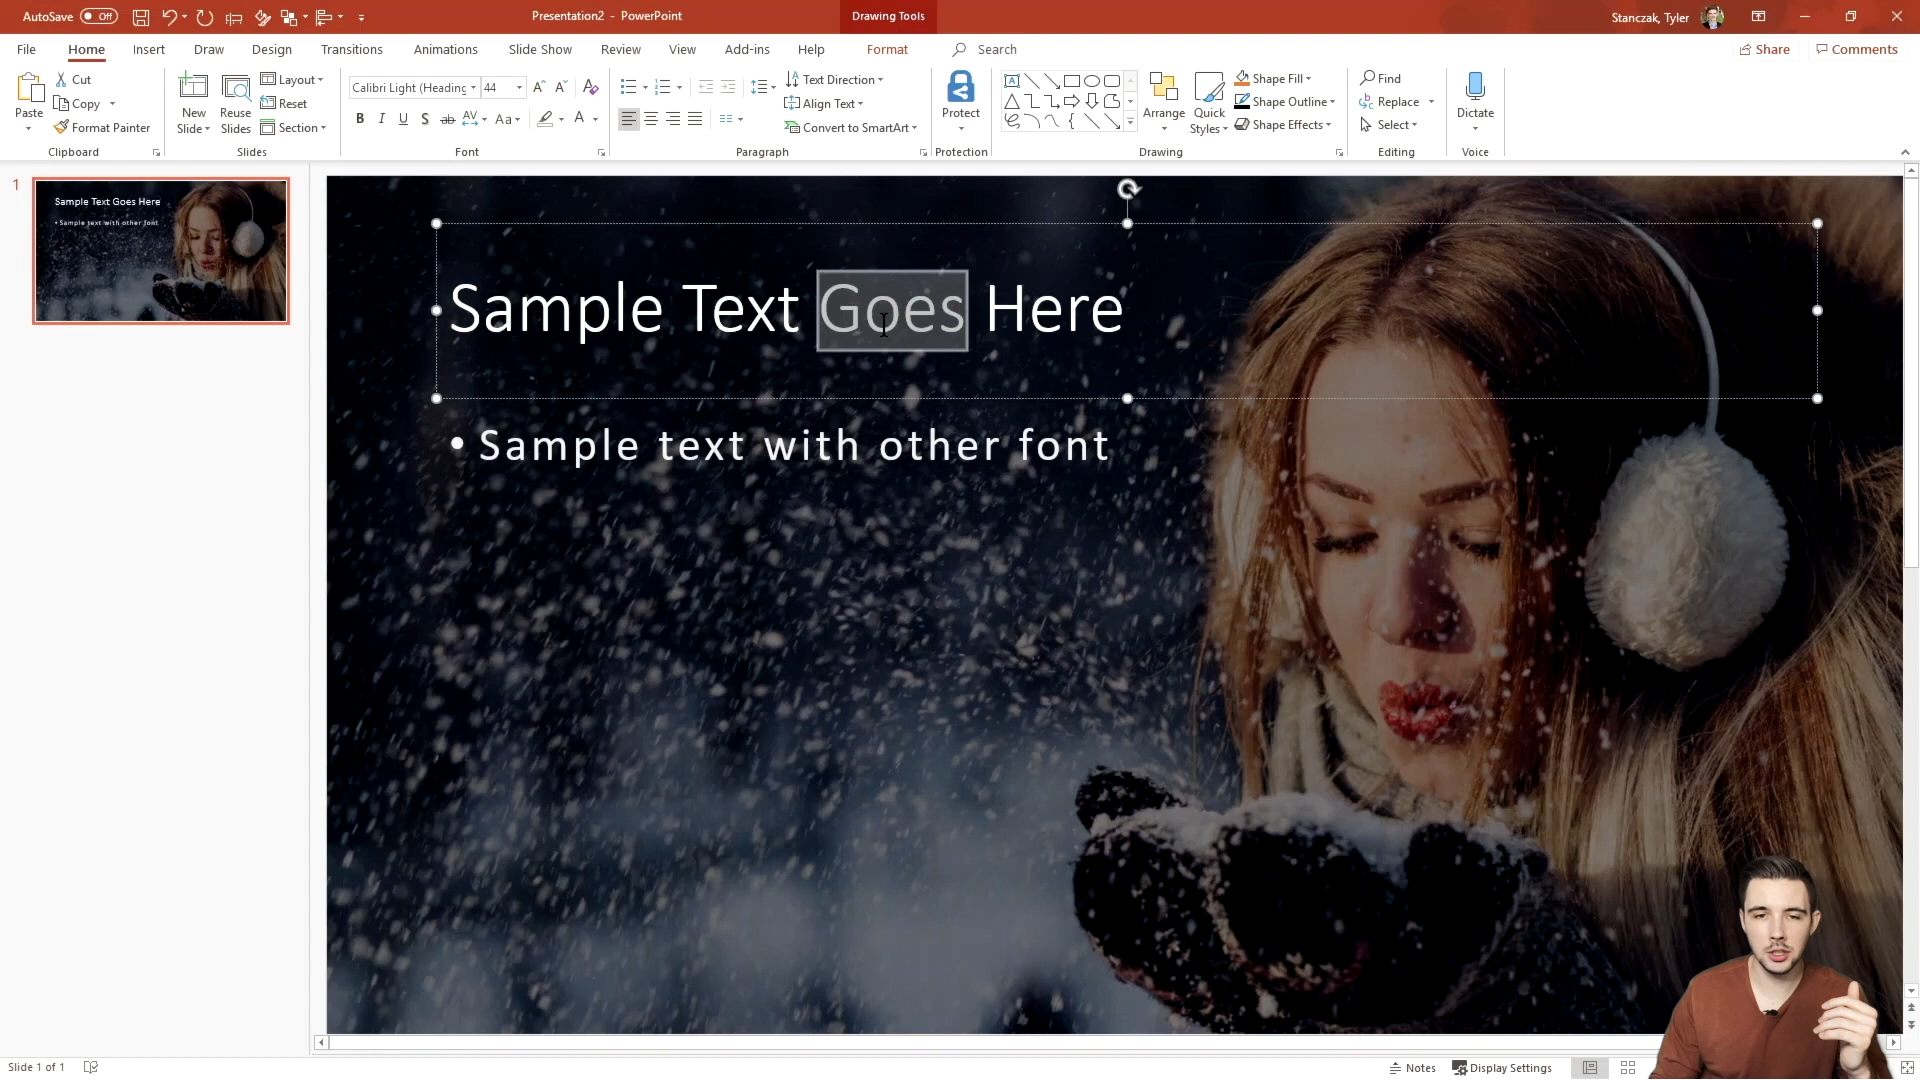 AutoSave Off
Presentation2 - PowerPoint
Drawing Tools
Stanczak, Tyler
File Home Insert Draw Design Transitions Animations Slide Show Review View Add-ins Help Format Search
Share Comments
Paste
Cut
Copy
Format Painter
Clipboard
New
Slide
Reuse
Slides
Layout
Reset
Section
Slides
Calibri Light (Heading 44
B I U S ab AV Aa A
Font
Text Direction
Align Text
Convert to SmartArt
Paragraph
Protect
Protection
Arrange
Quick
Styles
Shape Fill
Shape Outline
Shape Effects
Drawing
Find
Replace
Select
Editing
Dictate
Voice
1
Sample Text Goes Here
• Sample text with other font
Sample Text Goes Here
• Sample text with other font
Slide 1 of 1
Notes Display Settings